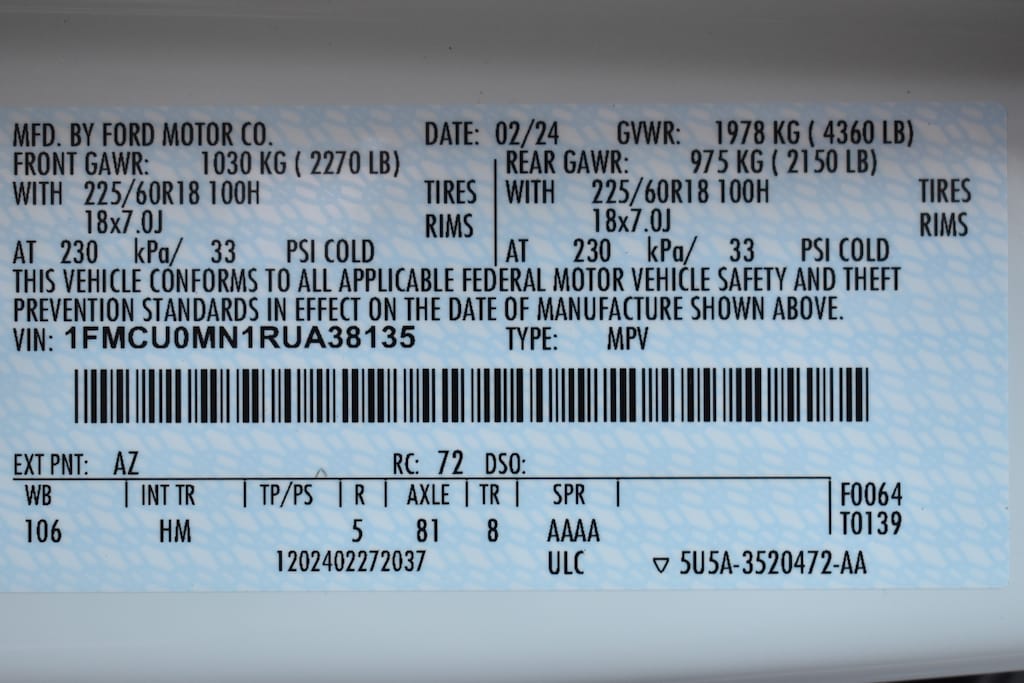 MFD. BY FORD MOTOR CO. DATE: 02/24 GVWR: 1978 KG ( 4360 LB)
FRONT GAWR: 1030 KG ( 2270 LB) REAR GAWR: 975 KG ( 2150 LB)
WITH 225/60R18 100H TIRES WITH 225/60R18 100H TIRES
18x7.0J RIMS 18x7.0J RIMS
AT 230 kPa/ 33 PSI COLD AT 230 kPa/ 33 PSI COLD
THIS VEHICLE CONFORMS TO ALL APPLICABLE FEDERAL MOTOR VEHICLE SAFETY AND THEFT
PREVENTION STANDARDS IN EFFECT ON THE DATE OF MANUFACTURE SHOWN ABOVE.
VIN: 1FMCU0MN1RUA38135 TYPE: MPV
EXT PNT: AZ RC: 72 DSO:
WB INT TR TP/PS R AXLE TR SPR F0064
106 HM 5 81 8 AAAA T0139
1202402272037 ULC ▽ 5U5A-3520472-AA